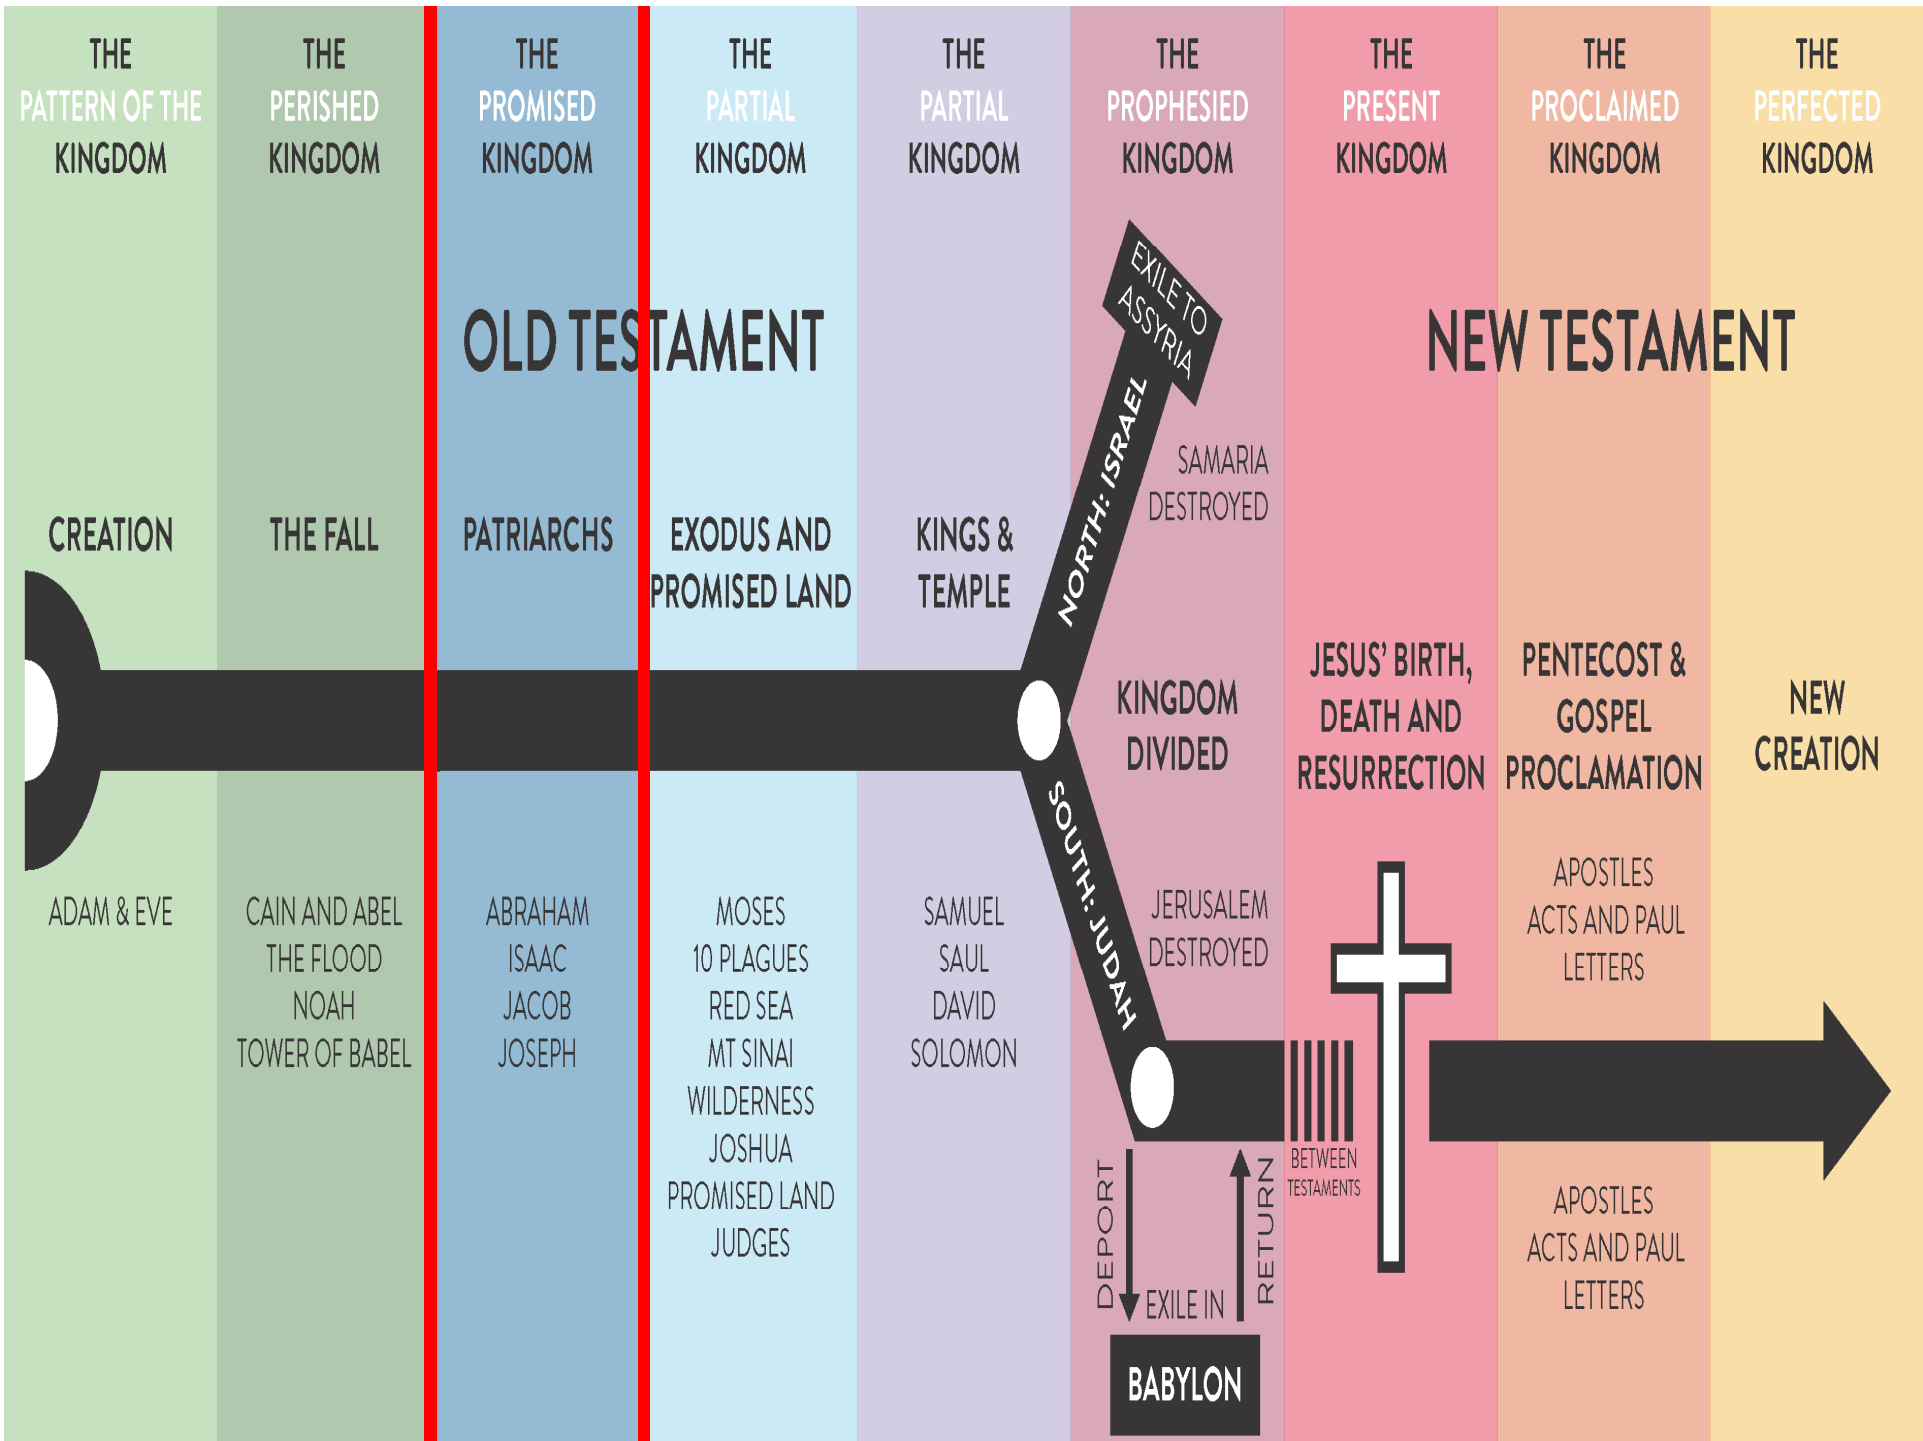 THE
PATTERN OF THE
KINGDOM
THE
PERISHED
KINGDOM
THE
PROMISED
KINGDOM
THE
PARTIAL
KINGDOM
THE
PARTIAL
KINGDOM
THE
PROPHESIED
KINGDOM
THE
PRESENT
KINGDOM
THE
PROCLAIMED
KINGDOM
THE
PERFECTED
KINGDOM
OLD TESTAMENT
NEW TESTAMENT
CREATION
ADAM & EVE
THE FALL
CAIN AND ABEL
THE FLOOD
NOAH
TOWER OF BABEL
PATRIARCHS
ABRAHAM
ISAAC
JACOB
JOSEPH
EXODUS AND
PROMISED LAND
MOSES
10 PLAGUES
RED SEA
MT SINAI
WILDERNESS
JOSHUA
PROMISED LAND
JUDGES
KINGS &
TEMPLE
SAMUEL
SAUL
DAVID
SOLOMON
EXILE TO
ASSYRIA
NORTH: ISRAEL
SAMARIA
DESTROYED
KINGDOM
DIVIDED
SOUTH: JUDAH
JERUSALEM
DESTROYED
DEPORT
EXILE IN
RETURN
BABYLON
JESUS’ BIRTH,
DEATH AND
RESURRECTION
BETWEEN
TESTAMENTS
PENTECOST &
GOSPEL
PROCLAMATION
APOSTLES
ACTS AND PAUL
LETTERS
APOSTLES
ACTS AND PAUL
LETTERS
NEW
CREATION